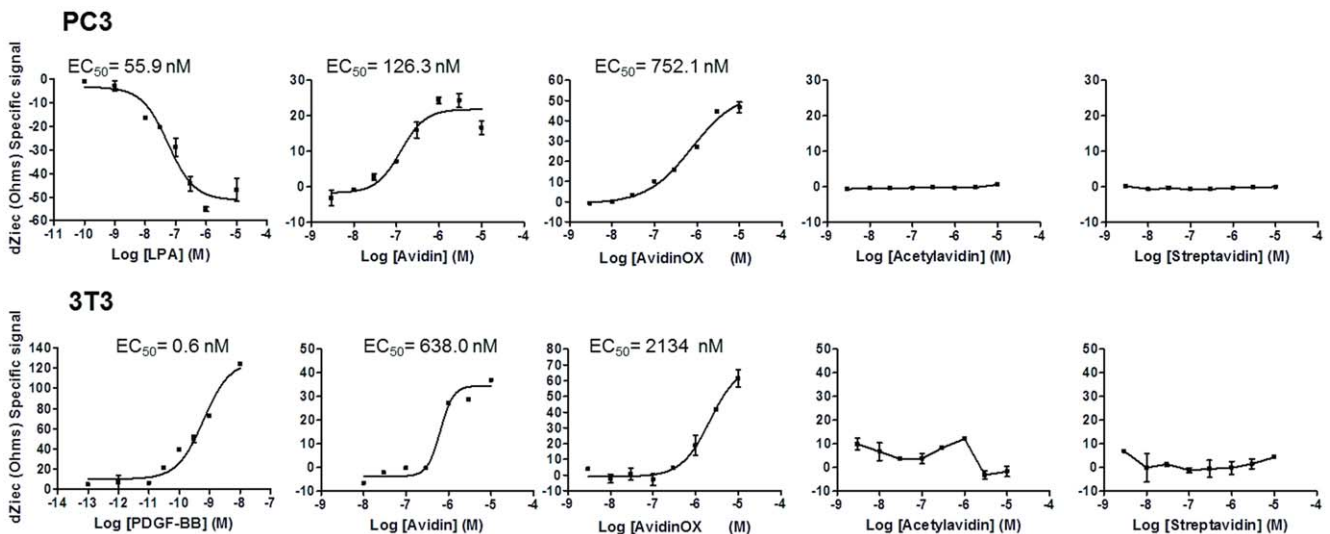 PC3
EC50= 55.9 nM
EC50= 126.3 nM
EC50= 752.1 nM
dZiec (Ohms) Specific signal
0
-10
-20
-30
-40
-50
-60
-11 -10 -9 -8 -7 -6 -5 -4
Log [LPA] (M)
30
20
10
0
-10
-9 -8 -7 -6 -5 -4
Log [Avidin] (M)
60
50
40
30
20
10
0
-10
-9 -8 -7 -6 -5 -4
Log [AvidinOX (M)
30
20
10
0
-10
-9 -8 -7 -6 -5 -4
Log [Acetylavidin] (M)
30
20
10
0
-10
-9 -8 -7 -6 -5 -4
Log [Streptavidin] (M)
3T3
EC50= 0.6 nM
EC50= 638.0 nM
EC50= 2134 nM
dZiec (Ohms) Specific signal
140
120
100
80
60
40
20
0
-14 -13 -12 -11 -10 -9 -8 -7
Log [PDGF-BB] (M)
50
40
30
20
10
0
-10
-9 -8 -7 -6 -5 -4
Log [Avidin] (M)
80
70
60
50
40
30
20
10
0
-10
-9 -8 -7 -6 -5 -4
Log [AvidinOX (M)
50
40
30
20
10
0
-10
-9 -8 -7 -6 -5 -4
Log [Acetylavidin] (M)
50
40
30
20
10
0
-10
-9 -8 -7 -6 -5 -4
Log [Streptavidin] (M)